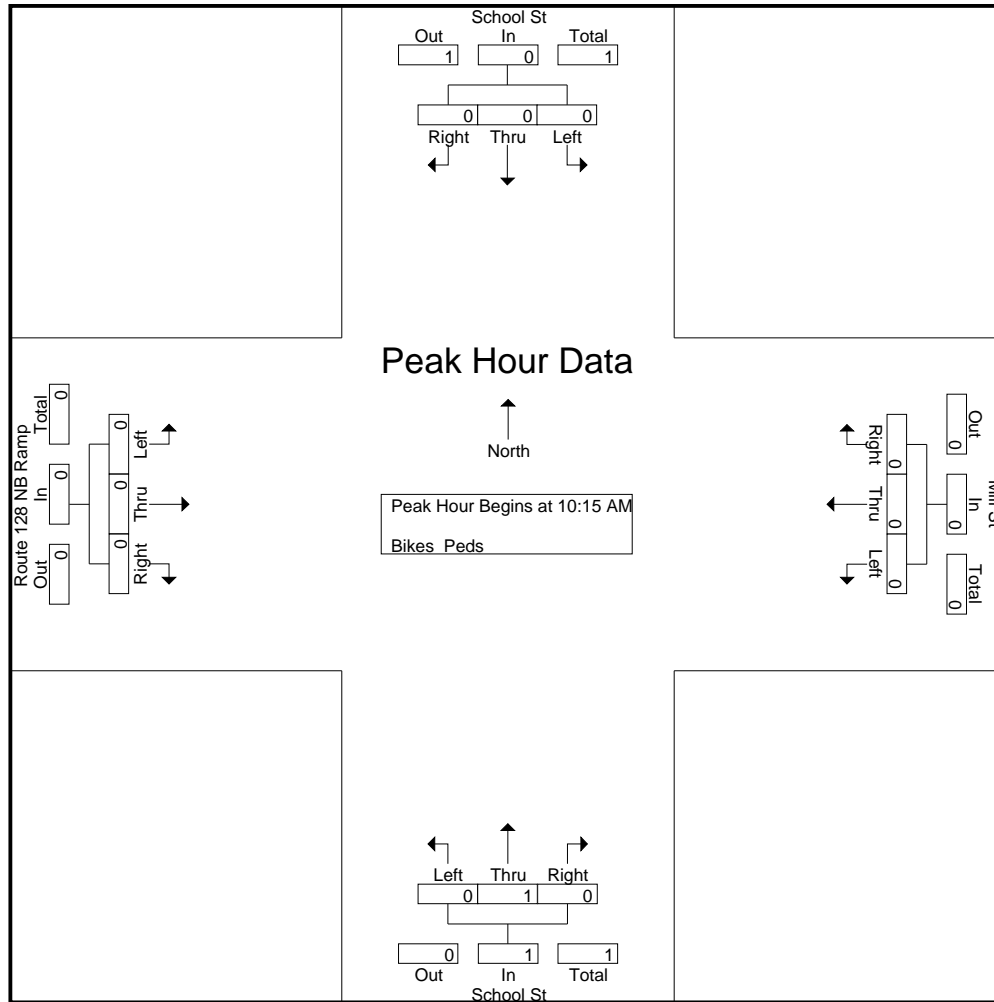 School St
Out In Total
1 0 1
0 0 0
Right Thru Left
Peak Hour Data
North
Peak Hour Begins at 10:15 AM
Bikes Peds
Route 128 NB Ramp
Out In Total
0 0 0
Right Thru Left
0 0 0
Out In Total
0 0 0
Right Thru Left
0 0 0
Left Thru Right
0 1 0
0 1 1
Out In Total
School St